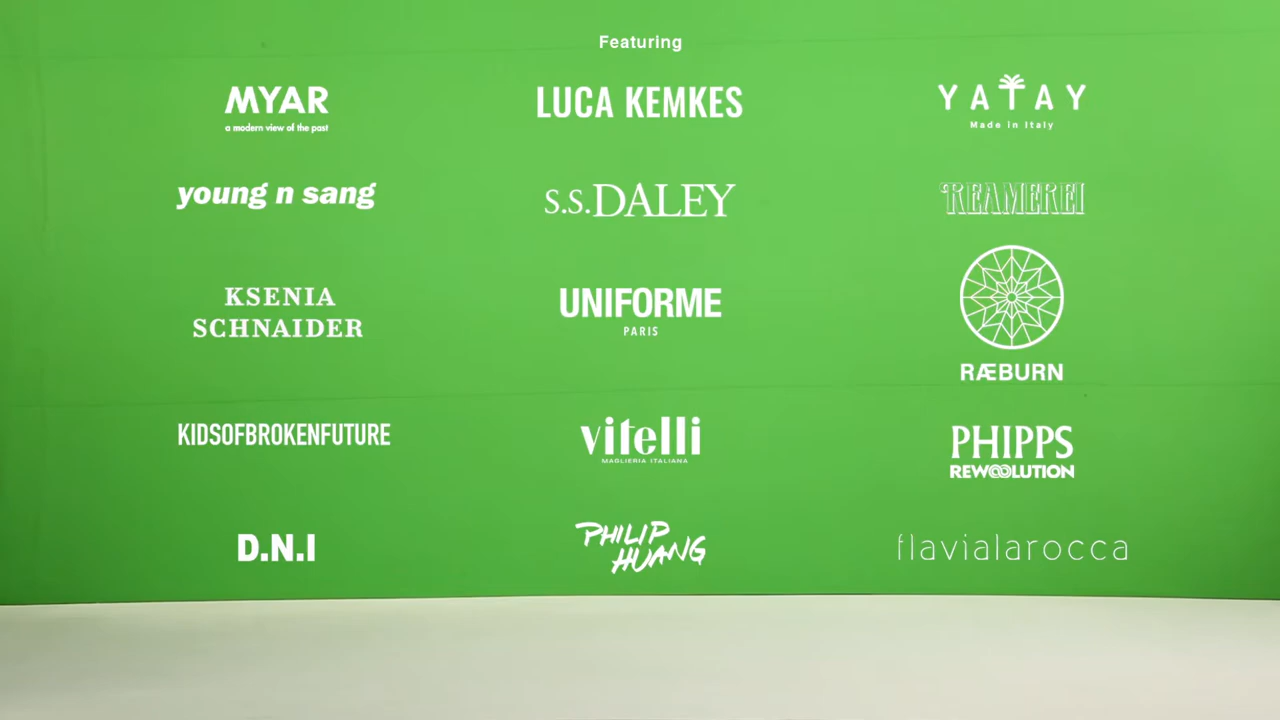 Featuring
MYAR
a modern view of the past
LUCA KEMKES
YATAY
Made in Italy
young n sang
S.S.DALEY
REAMEREI
KSENIA
SCHNAIDER
UNIFORME
PARIS
RÆBURN
KIDSOFBROKENFUTURE
vitelli
MAGLIERIA ITALIANA
PHIPPS
REWOOLUTION
D.N.I
PHILIP
HUANG
flavialarocca